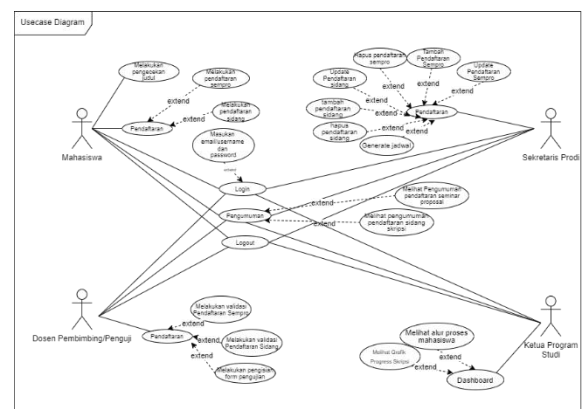 Usecase Diagram
Melakukan
pengecekan
judul
Melakukan
pendaftaran
sempro
extend
Melakukan
pendaftaran
sidang
extend
Pendaftaran
Mahasiswa
Masukan
email/username
dan
password
Login
Pengumuman
Logout
Hapus pendaftaran
sempro
Tambah
Pendaftaran
Sempro
Update
Pendaftaran
Sempro
Update
Pendaftaran
sidang
extend
extend
extend
extend
tambah
pendaftaran
sidang
extend
Pendaftaran
hapus
pendaftaran
sidang
extend
extend
Generate jadwal
Sekretaris Prodi
Melihat Pengumuman
pendaftaran seminar
proposal
extend
Melihat pengumuman
pendaftaran sidang
skripsi
extend
Dosen Pembimbing/Penguji
Melakukan validasi
Pendaftaran Sempro
extend
Pendaftaran
extend
Melakukan validasi
Pendaftaran Sidang
extend
Melakukan pengisian
form pengujian
Melihat alur proses
mahasiswa
extend
Melihat Grafik
Progress Skripsi
extend
Dashboard
Ketua Program
Studi